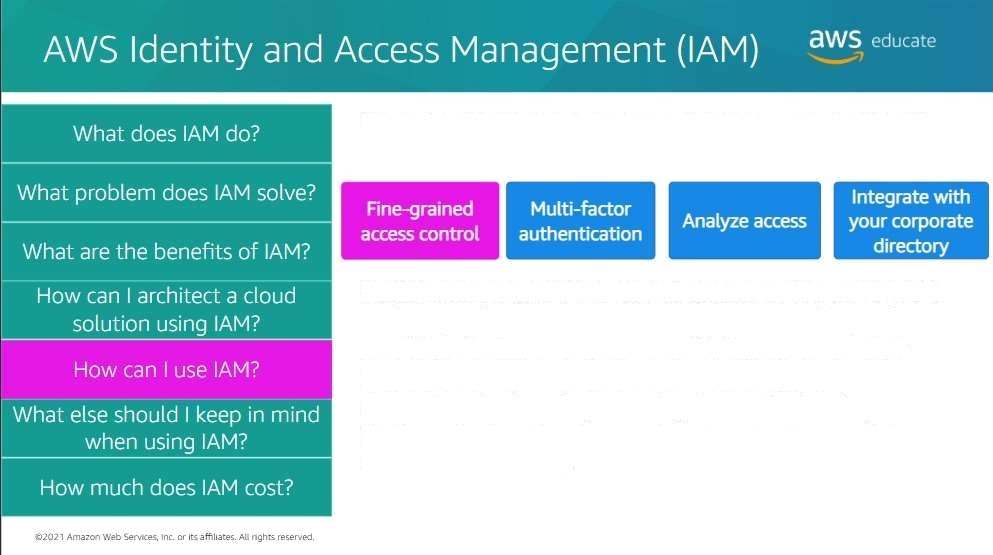 AWS Identity and Access Management (IAM)
aws educate
What does IAM do?
What problem does IAM solve?
What are the benefits of IAM?
How can I architect a cloud
solution using IAM?
How can I use IAM?
What else should I keep in mind
when using IAM?
How much does IAM cost?
Fine-grained
access control
Multi-factor
authentication
Analyze access
Integrate with
your corporate
directory
©2021 Amazon Web Services, Inc. or its affiliates. All rights reserved.